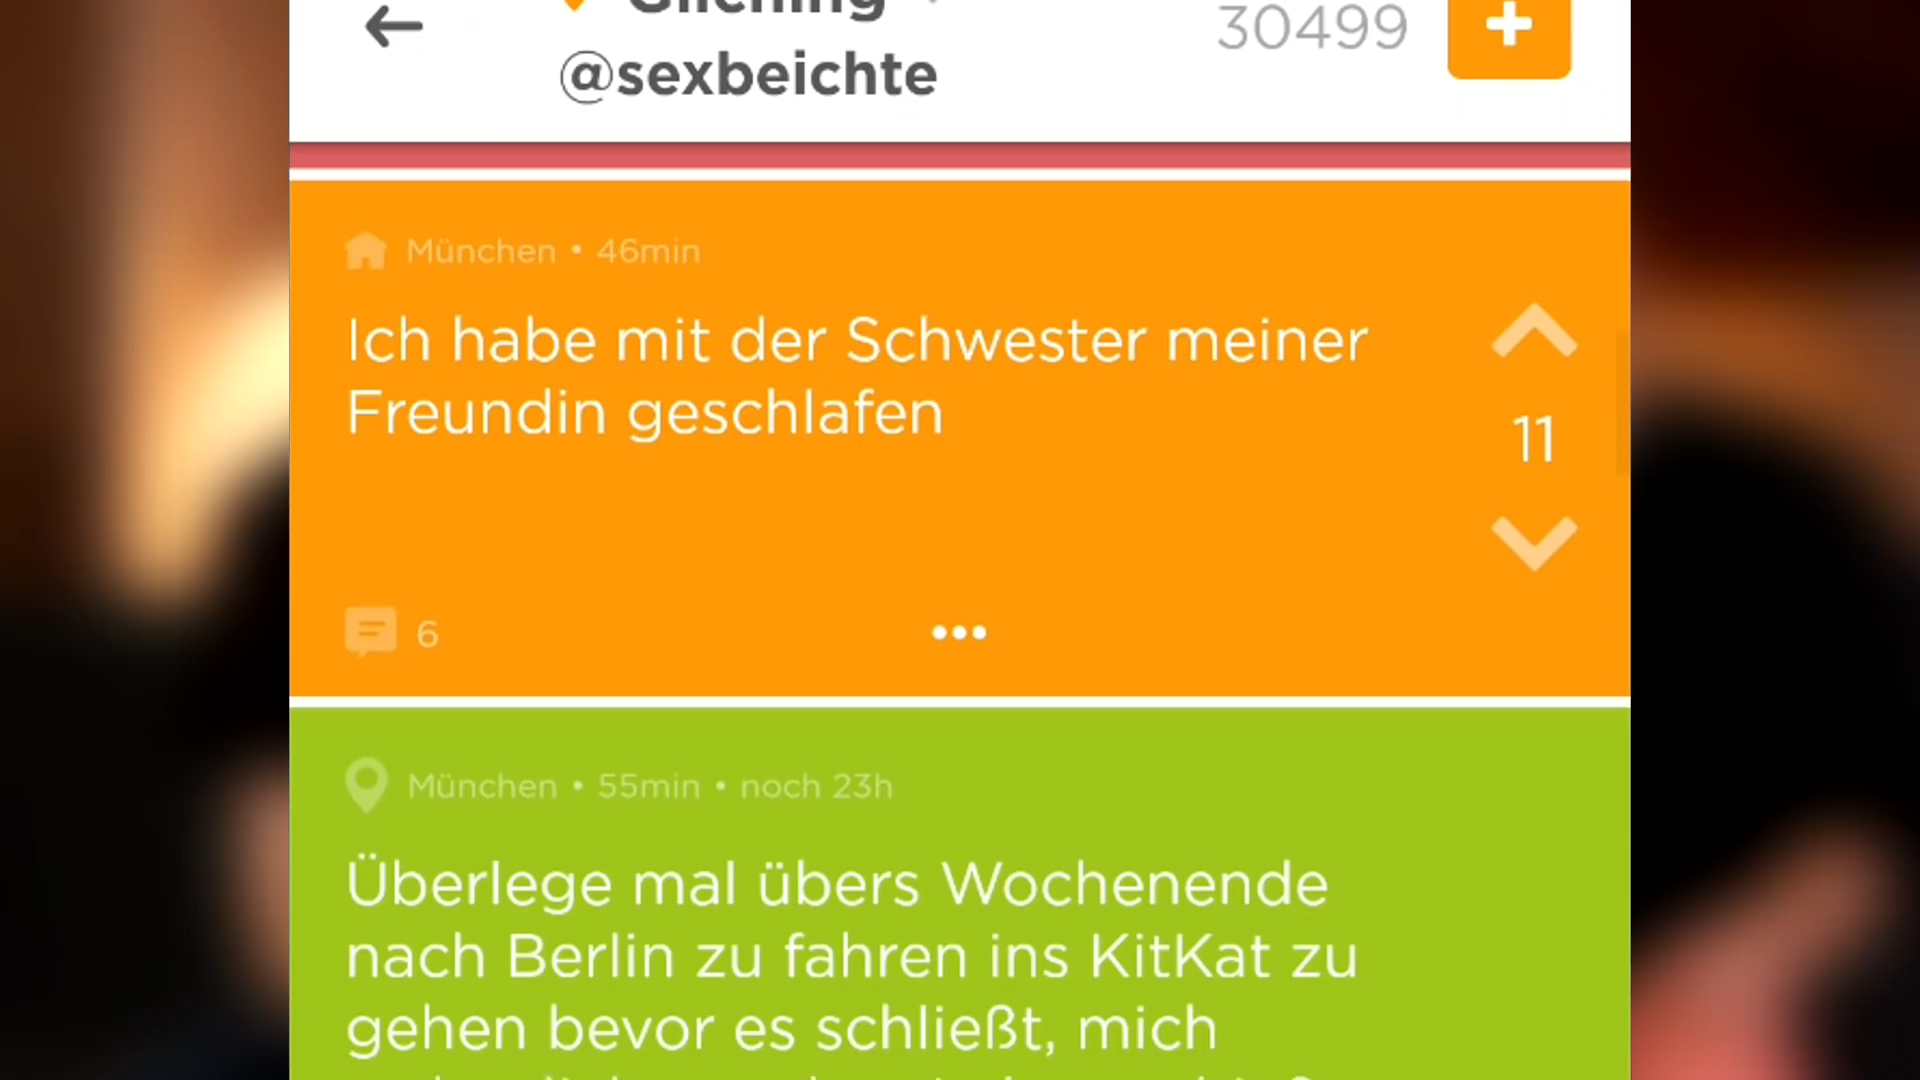 Gilching
30499
@sexbeichte
München • 46min
Ich habe mit der Schwester meiner
Freundin geschlafen
11
6
München • 55min • noch 23h
Überlege mal übers Wochenende
nach Berlin zu fahren ins KitKat zu
gehen bevor es schließt, mich